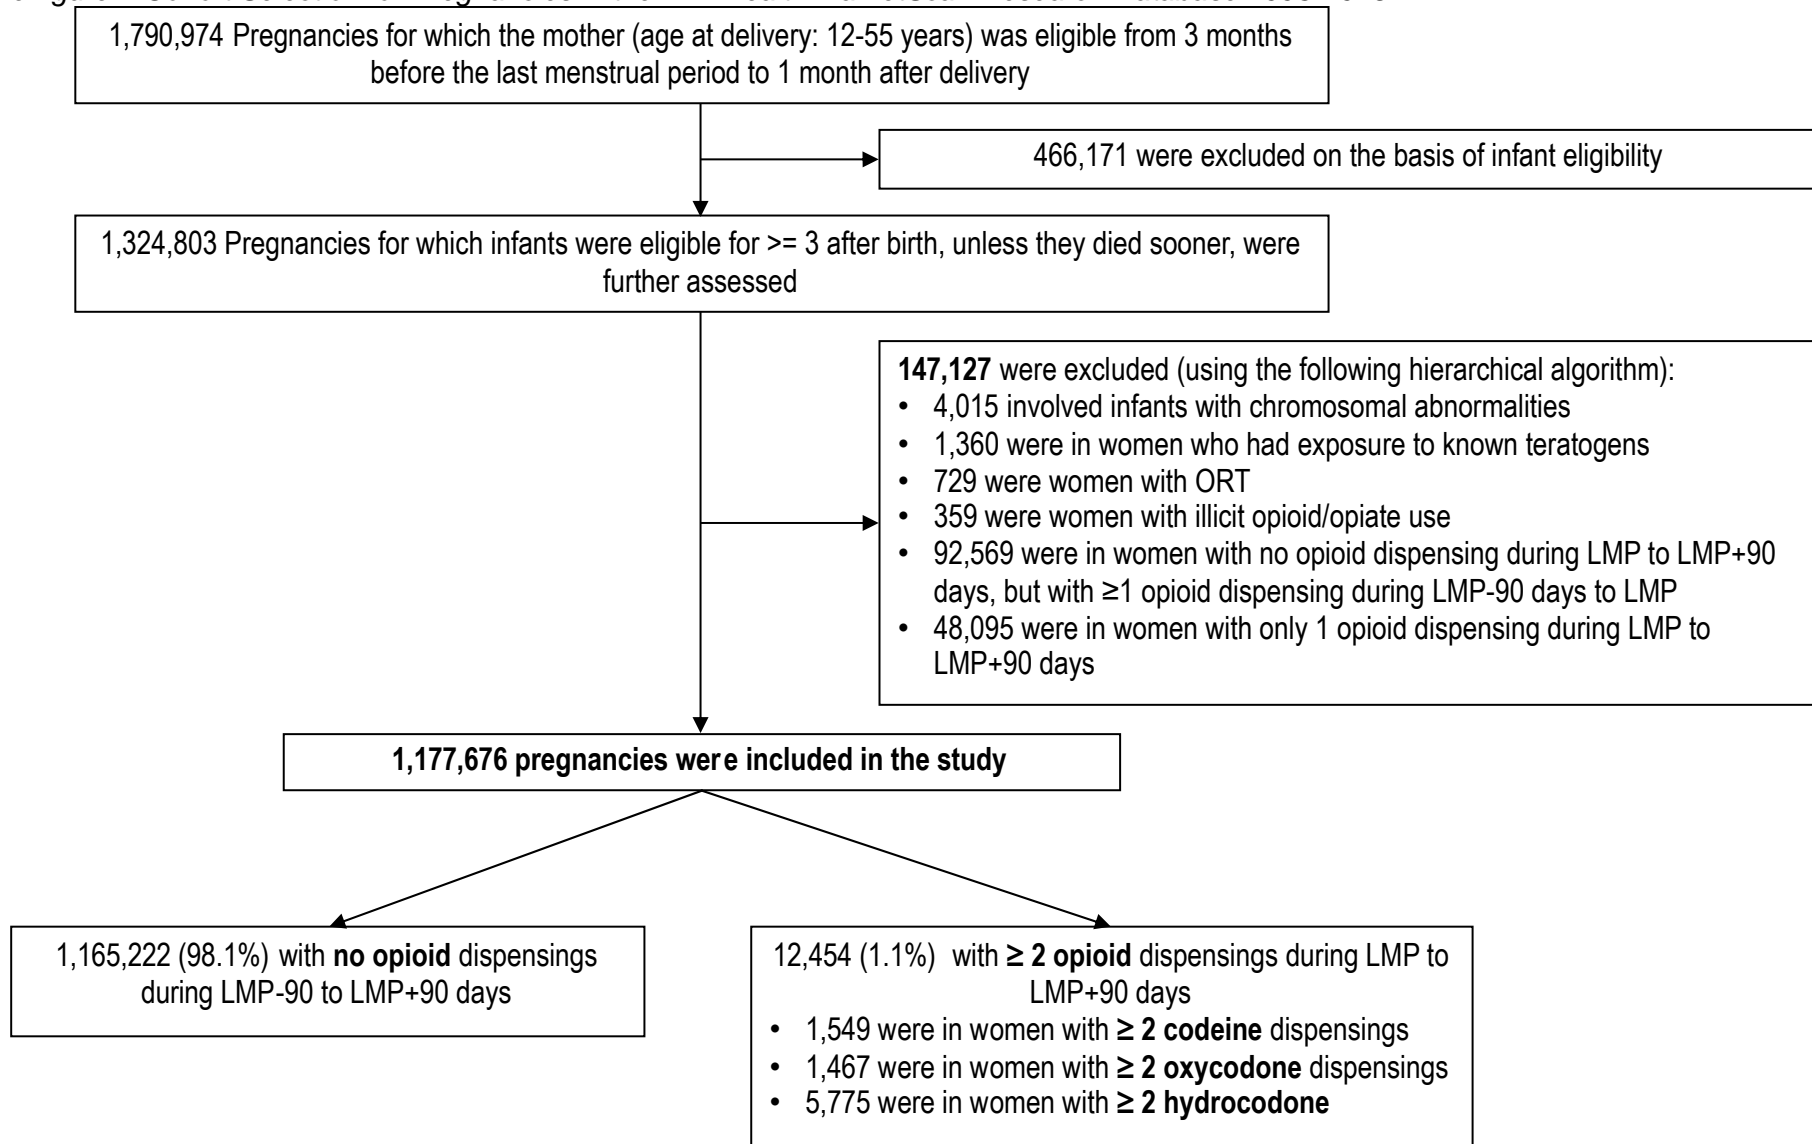 1,790,974 Pregnancies for which the mother (age at delivery: 12-55 years) was eligible from 3 months
before the last menstrual period to 1 month after delivery
466,171 were excluded on the basis of infant eligibility
1,324,803 Pregnancies for which infants were eligible for >= 3 after birth, unless they died sooner, were
further assessed
147,127 were excluded (using the following hierarchical algorithm):
• 4,015 involved infants with chromosomal abnormalities
• 1,360 were in women who had exposure to known teratogens
• 729 were women with ORT
• 359 were women with illicit opioid/opiate use
• 92,569 were in women with no opioid dispensing during LMP to LMP+90
days, but with ≥1 opioid dispensing during LMP-90 days to LMP
• 48,095 were in women with only 1 opioid dispensing during LMP to
LMP+90 days
1,177,676 pregnancies were included in the study
1,165,222 (98.1%) with no opioid dispensings
during LMP-90 to LMP+90 days
12,454 (1.1%) with ≥ 2 opioid dispensings during LMP to
LMP+90 days
• 1,549 were in women with ≥ 2 codeine dispensings
• 1,467 were in women with ≥ 2 oxycodone dispensings
• 5,775 were in women with ≥ 2 hydrocodone